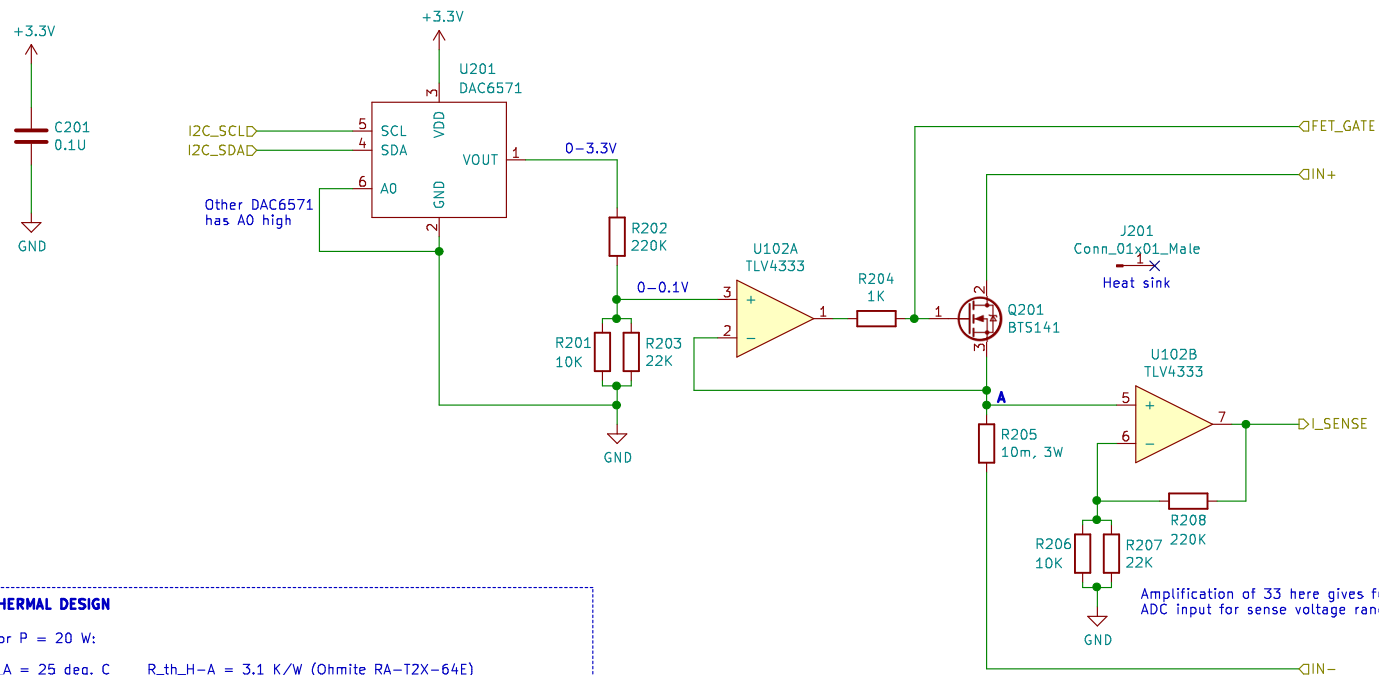 +3.3V
C201
0.1U
GND
+3.3V
U201
DAC6571
3
VDD
I2C_SCL
5
SCL
I2C_SDA
4
SDA
6
A0
VOUT
1
GND
2
Other DAC6571
has A0 high
0-3.3V
R202
220K
0-0.1V
R201
10K
R203
22K
GND
U102A
TLV4333
3
+
2
-
1
R204
1K
FET_GATE
IN+
J201
Conn_01x01_Male
1
Heat sink
2
1
Q201
BTS141
3
A
R205
10m, 3W
U102B
TLV4333
5
+
6
-
7
I_SENSE
R208
220K
R206
10K
R207
22K
GND
Amplification of 33 here gives f
ADC input for sense voltage ran
IN-
HERMAL DESIGN
or P = 20 W:
_A = 25 deg. C R_th_H-A = 3.1 K/W (Ohmite RA-T2X-64E)